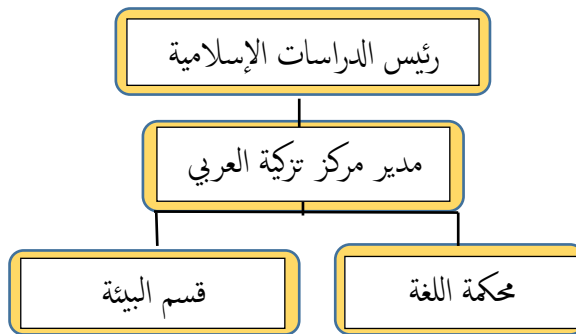 رئيس الدراسات الإسلامية
مدير مركز تزكية العربي
محكمة اللغة
قسم البيئة